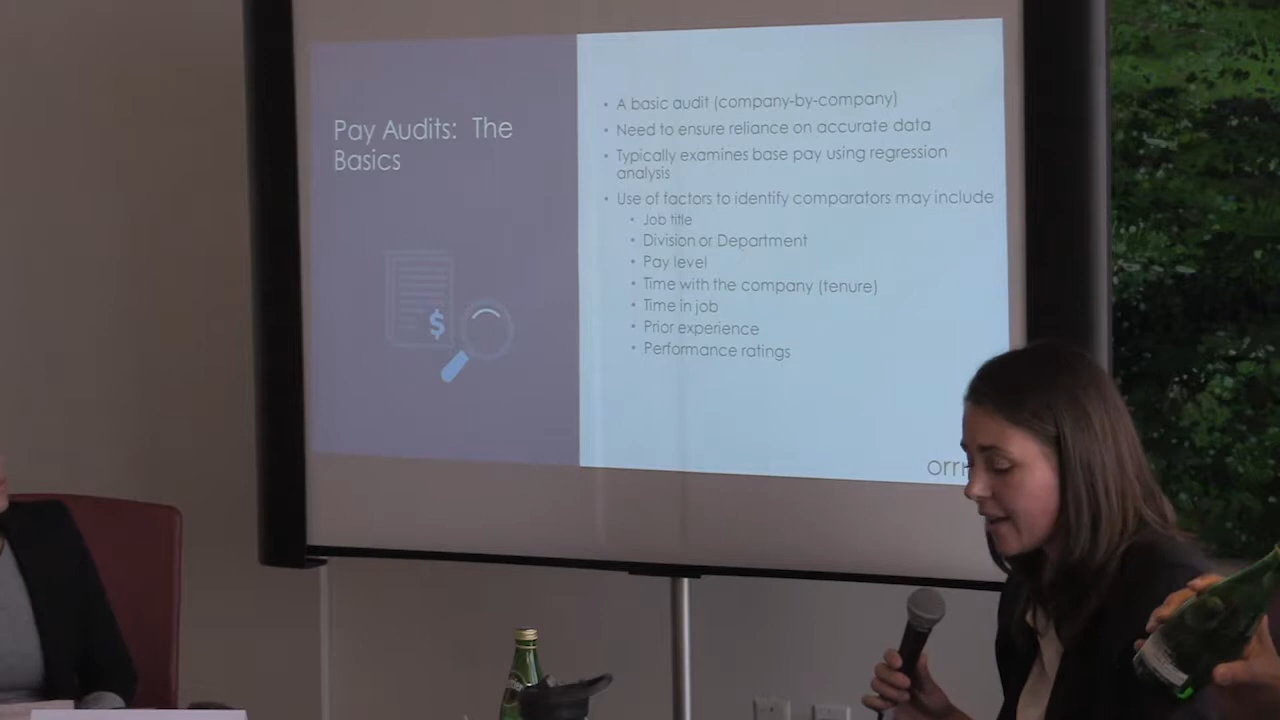 Pay Audits: The
Basics
• A basic audit (company-by-company)
• Need to ensure reliance on accurate data
• Typically examines base pay using regression
analysis
• Use of factors to identify comparators may include
• Job title
• Division or Department
• Pay level
• Time with the company (tenure)
• Time in job
• Prior experience
• Performance ratings
$